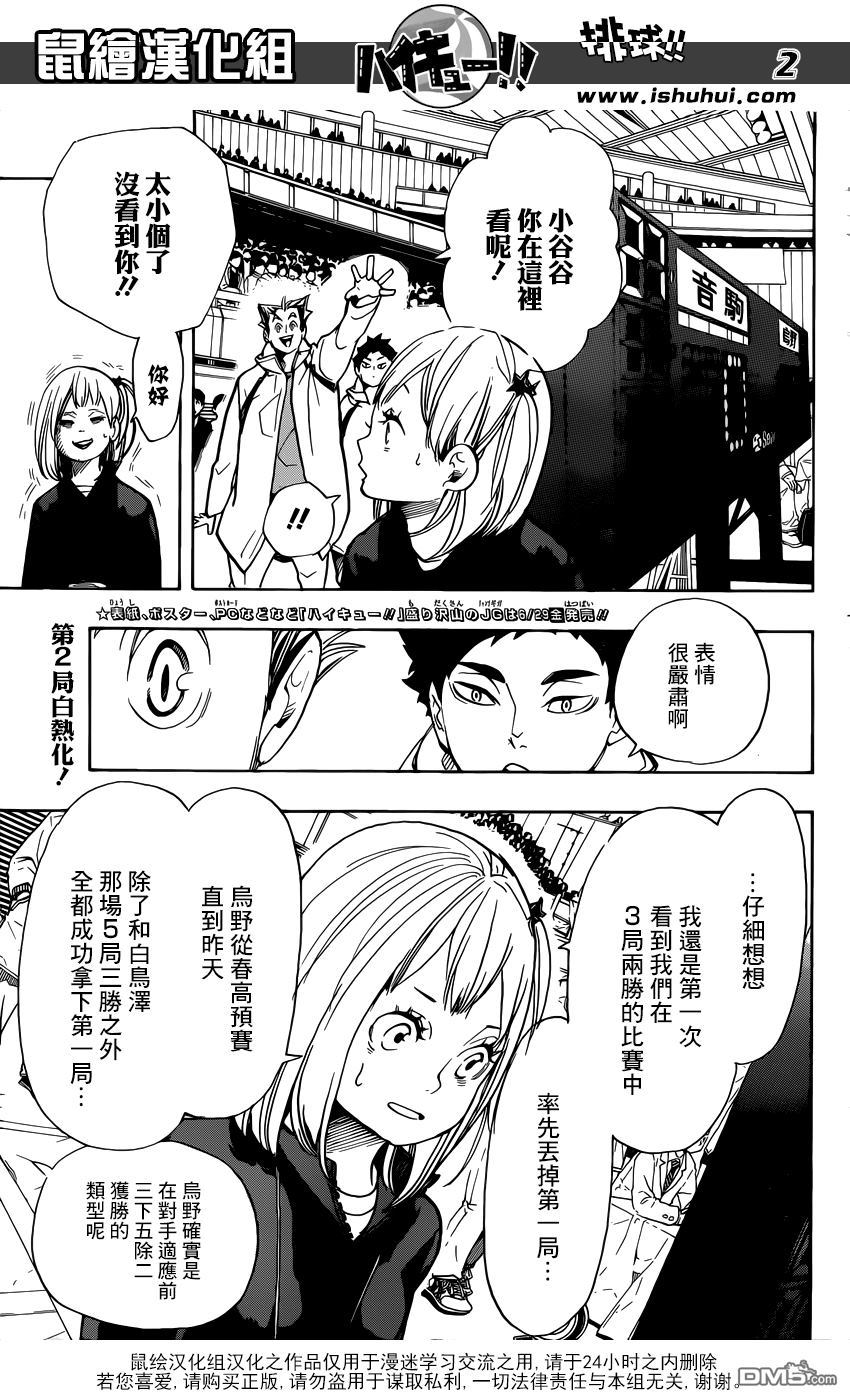 鼠繪漢化組
ハイキュー!!
排球!!
2
www.ishuhui.com
小谷谷
你在這裡
看呢！
音駒
太小個了
沒看到你!!
你好
!!
☆表紙、ポスター、PCなどなど「ハイキュー!!」盛り沢山のJGは6/29金発売!!
第2局白熱化！
表情
很嚴肅啊
…仔細想想
我還是第一次
看到我們在
3局兩勝的比賽中
率先丟掉第一局…
烏野從春高預賽
直到昨天
除了和白鳥澤
那場5局三勝之外
全都成功拿下第一局…
烏野確實是
在對手適應前
三下五除二
獲勝的
類型呢
鼠绘汉化组汉化之作品仅用于漫迷学习交流之用, 请于24小时之内删除
若您喜爱, 请购买正版, 请勿盗用于谋取私利, 一切法律责任与本组无关, 谢谢。
DM5.com